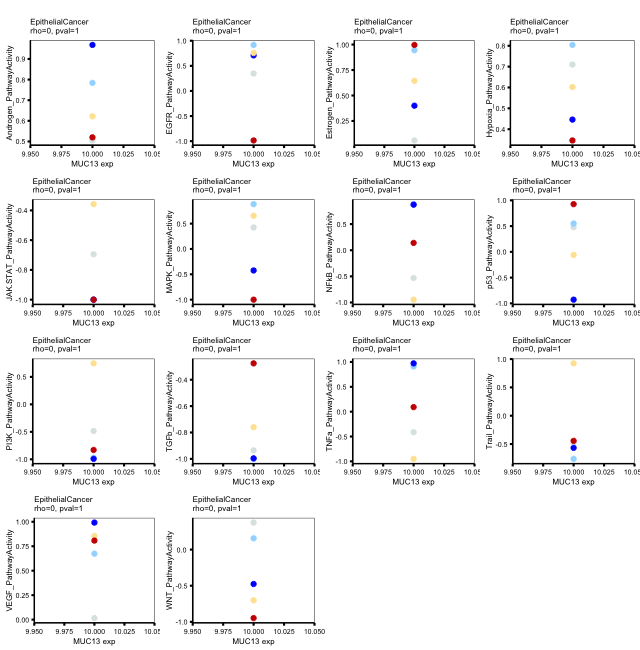 EpithelialCancer
rho=0, pval=1
Androgen_PathwayActivity
0.9
0.8
0.7
0.6
0.5
9.950 9.975 10.000 10.025 10.05
MUC13 exp
EpithelialCancer
rho=0, pval=1
EGFR_PathwayActivity
1.0
0.5
0.0
-0.5
-1.0
9.950 9.975 10.000 10.025 10.05
MUC13 exp
EpithelialCancer
rho=0, pval=1
Estrogen_PathwayActivity
1.00
0.75
0.50
0.25
9.950 9.975 10.000 10.025 10.05
MUC13 exp
EpithelialCancer
rho=0, pval=1
Hypoxia_PathwayActivity
0.8
0.7
0.6
0.5
0.4
9.950 9.975 10.000 10.025 10.050
MUC13 exp
EpithelialCancer
rho=0, pval=1
JAK.STAT_PathwayActivity
-0.4
-0.6
-0.8
-1.0
9.950 9.975 10.000 10.025 10.05
MUC13 exp
EpithelialCancer
rho=0, pval=1
MAPK_PathwayActivity
0.5
0.0
-0.5
-1.0
9.950 9.975 10.000 10.025 10.05
MUC13 exp
EpithelialCancer
rho=0, pval=1
NFkB_PathwayActivity
0.5
0.0
-0.5
-1.0
9.950 9.975 10.000 10.025 10.05
MUC13 exp
EpithelialCancer
rho=0, pval=1
p53_PathwayActivity
0.5
0.0
-0.5
-1.0
9.950 9.975 10.000 10.025 10.05
MUC13 exp
EpithelialCancer
rho=0, pval=1
PI3K_PathwayActivity
0.5
0.0
-0.5
-1.0
9.950 9.975 10.000 10.025 10.05
MUC13 exp
EpithelialCancer
rho=0, pval=1
TGFb_PathwayActivity
-0.4
-0.6
-0.8
-1.0
9.950 9.975 10.000 10.025 10.05
MUC13 exp
EpithelialCancer
rho=0, pval=1
TNFa_PathwayActivity
1.0
0.5
0.0
-0.5
-1.0
9.950 9.975 10.000 10.025 10.05
MUC13 exp
EpithelialCancer
rho=0, pval=1
Trail_PathwayActivity
1.0
0.5
0.0
-0.5
9.950 9.975 10.000 10.025 10.05
MUC13 exp
EpithelialCancer
rho=0, pval=1
VEGF_PathwayActivity
1.00
0.75
0.50
0.25
0.00
9.950 9.975 10.000 10.025 10.05
MUC13 exp
EpithelialCancer
rho=0, pval=1
WNT_PathwayActivity
0.0
-0.5
-1.0
9.950 9.975 10.000 10.025 10.050
MUC13 exp